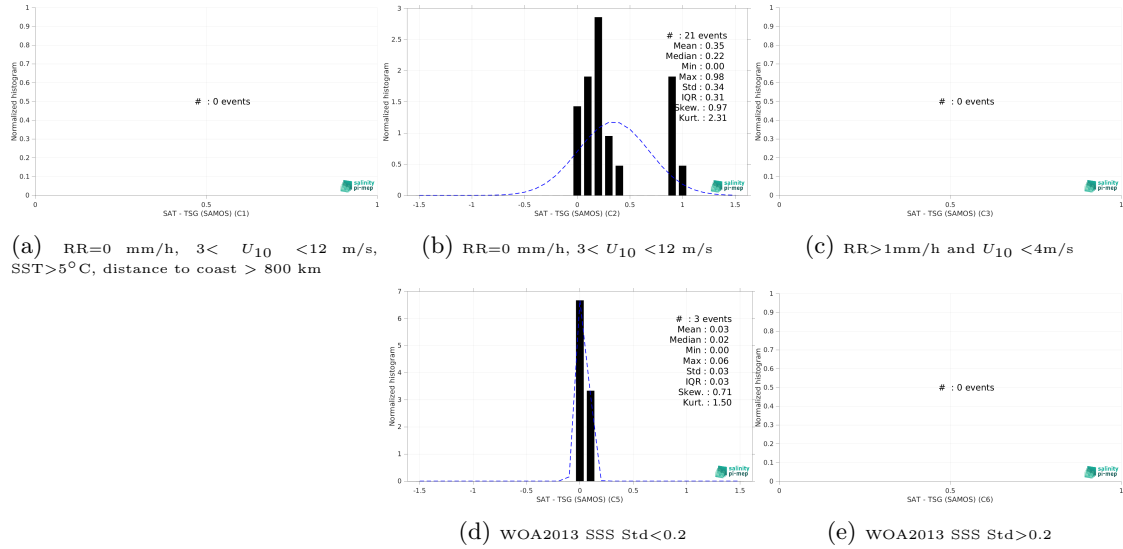 1
0.9
0.8
0.7
0.6
0.5
0.4
0.3
0.2
0.1
0
Normalized histogram
# : 0 events
0
0.5
1
SAT - TSG (SAMOS) (C1)
salinity
pi-mep
(a) RR=0 mm/h, 3< U10 <12 m/s,
SST>5°C, distance to coast > 800 km
3
2.5
2
1.5
1
0.5
0
Normalized histogram
# : 21 events
Mean : 0.35
Median : 0.22
Min : 0.00
Max : 0.98
Std : 0.34
IQR : 0.31
Skew. : 0.97
Kurt. : 2.31
-1.5
-1
-0.5
0
0.5
1
1.5
SAT - TSG (SAMOS) (C2)
salinity
pi-mep
(b) RR=0 mm/h, 3< U10 <12 m/s
1
0.9
0.8
0.7
0.6
0.5
0.4
0.3
0.2
0.1
0
Normalized histogram
# : 0 events
0
0.5
1
SAT - TSG (SAMOS) (C3)
salinity
pi-mep
(c) RR>1mm/h and U10 <4m/s
7
6
5
4
3
2
1
0
Normalized histogram
# : 3 events
Mean : 0.03
Median : 0.02
Min : 0.00
Max : 0.06
Std : 0.03
IQR : 0.03
Skew. : 0.71
Kurt. : 1.50
-1.5
-1
-0.5
0
0.5
1
1.5
SAT - TSG (SAMOS) (C5)
salinity
pi-mep
(d) WOA2013 SSS Std<0.2
1
0.9
0.8
0.7
0.6
0.5
0.4
0.3
0.2
0.1
0
Normalized histogram
# : 0 events
0
0.5
1
SAT - TSG (SAMOS) (C6)
salinity
pi-mep
(e) WOA2013 SSS Std>0.2